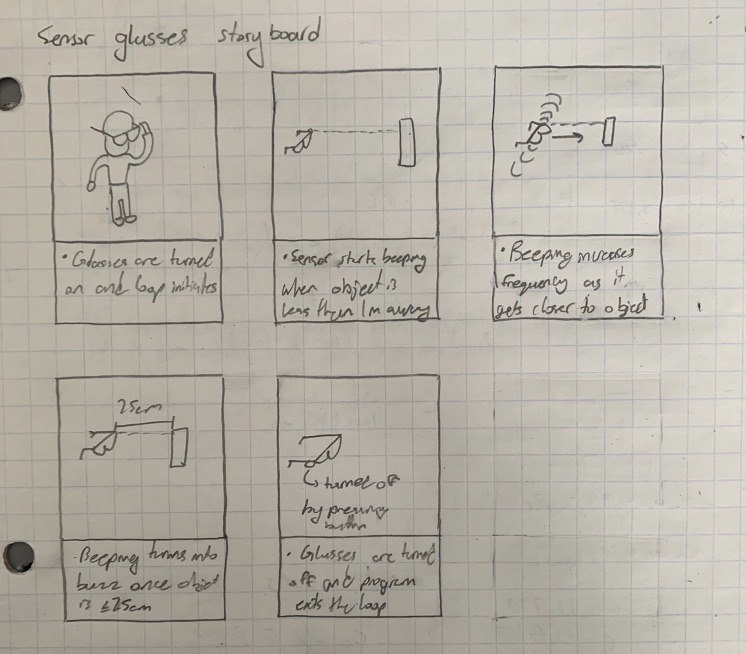 Sensor glasses storyboard
• Glasses are turned
on and loop initiates
• Sensor starts beeping
when object is
less than 1m away
• Beeping increases
frequency as it
gets closer to object
25cm
• Beeping turns into
buzz once object
is ≤25cm
↳ turned off
by pressing
button
• Glasses are turned
off and program
exits the loop